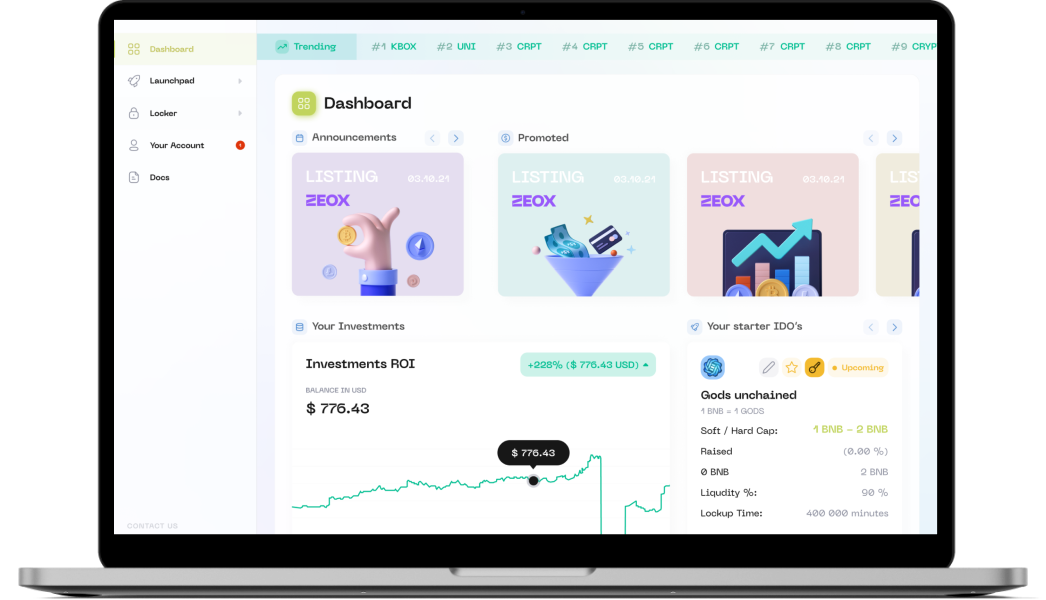 Dashboard
Launchpad
Locker
Your Account
1
Docs
CONTACT US
Trending #1 KBOX #2 UNI #3 CRPT #4 CRPT #5 CRPT #6 CRPT #7 CRPT #8 CRPT #9 CRYP
Dashboard
Announcements
LISTING 03.10.21
ZEOX
Promoted
LISTING 03.10.21
ZEOX
LISTING 03.10.21
ZEOX
LIS
ZEO
Your Investments
Investments ROI +228% ($ 776.43 USD)
BALANCE IN USD
$ 776.43
$ 776.43
Your starter IDO's
Upcoming
Gods unchained
1 BNB = 1 GODS
Soft / Hard Cap: 1 BNB - 2 BNB
Raised (0.00 %)
0 BNB 2 BNB
Liqudity %: 90 %
Lockup Time: 400 000 minutes